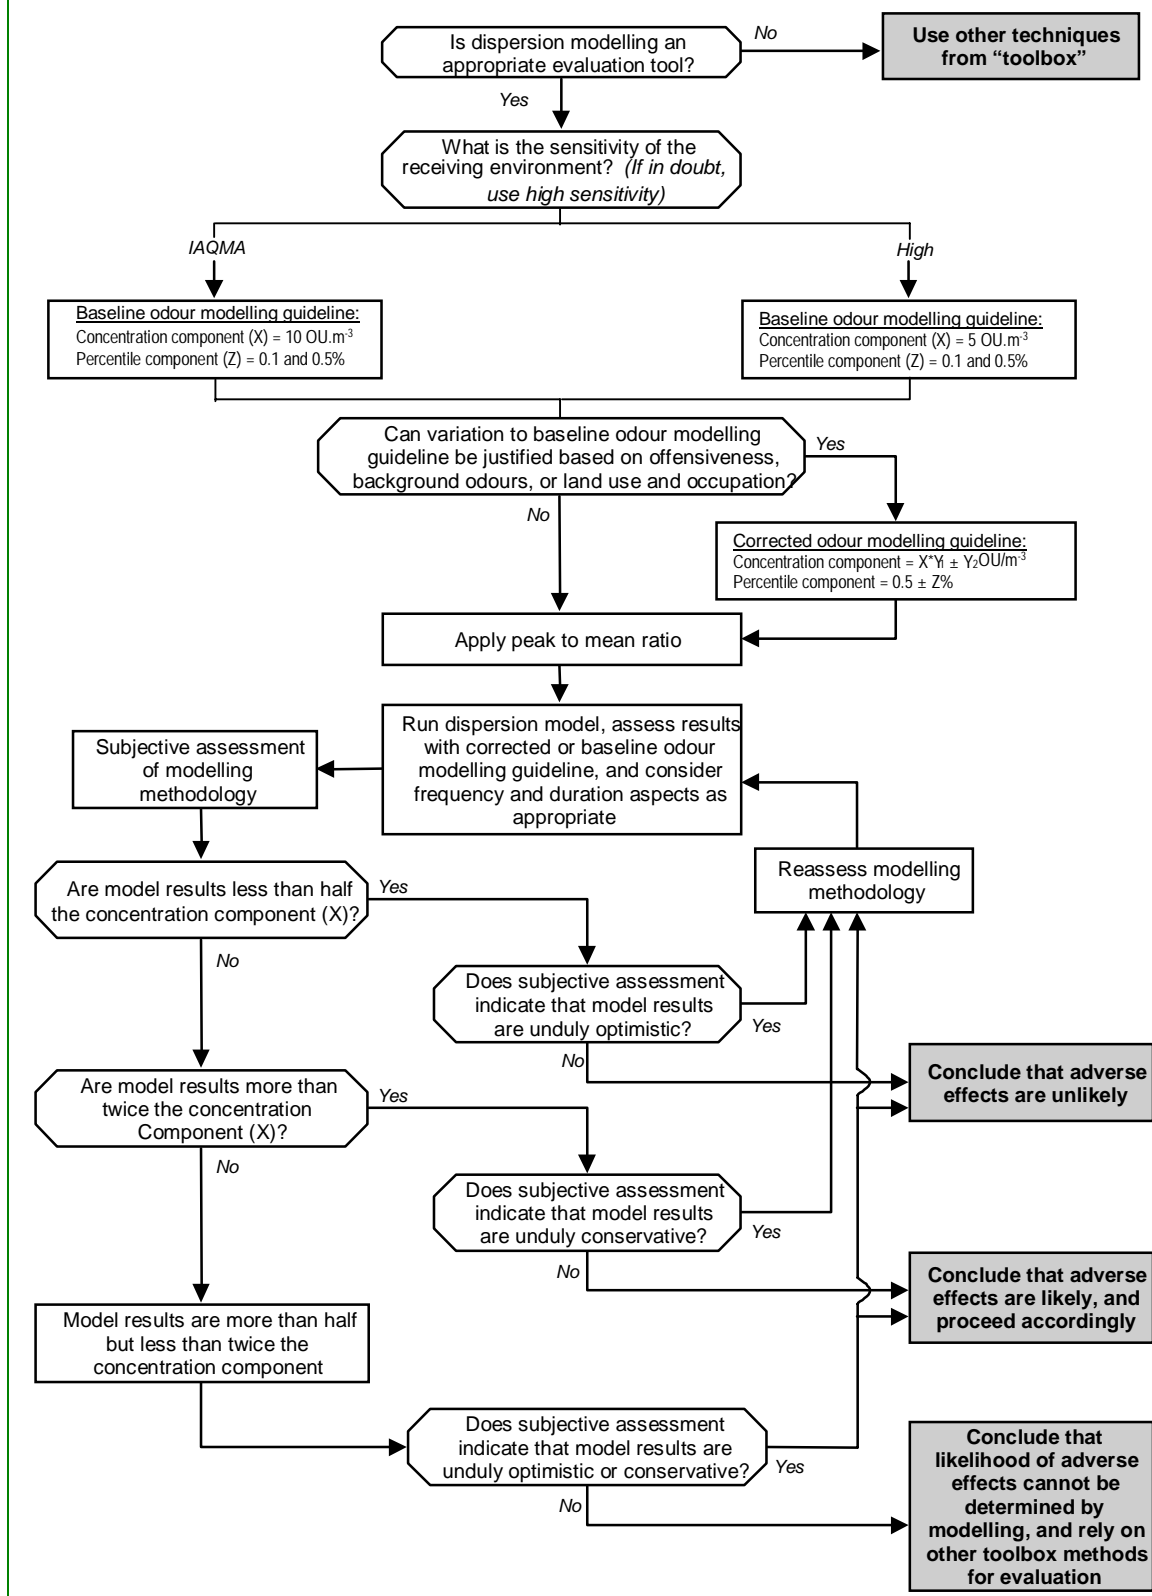 Is dispersion modelling an
appropriate evaluation tool?
No
Use other techniques
from “toolbox”
Yes
What is the sensitivity of the
receiving environment? (If in doubt,
use high sensitivity)
IAQMA
High
Baseline odour modelling guideline:
Concentration component (X) = 10 OU.m-3
Percentile component (Z) = 0.1 and 0.5%
Baseline odour modelling guideline:
Concentration component (X) = 5 OU.m-3
Percentile component (Z) = 0.1 and 0.5%
Can variation to baseline odour modelling
guideline be justified based on offensiveness,
background odours, or land use and occupation?
Yes
No
Corrected odour modelling guideline:
Concentration component = X*Y1 ± Y2OU/m-3
Percentile component = 0.5 ± Z%
Apply peak to mean ratio
Run dispersion model, assess results
with corrected or baseline odour
modelling guideline, and consider
frequency and duration aspects as
appropriate
Subjective assessment
of modelling
methodology
Reassess modelling
methodology
Are model results less than half
the concentration component (X)?
Yes
No
Does subjective assessment
indicate that model results
are unduly optimistic?
Yes
No
Conclude that adverse
effects are unlikely
Are model results more than
twice the concentration
Component (X)?
Yes
No
Does subjective assessment
indicate that model results
are unduly conservative?
Yes
No
Conclude that adverse
effects are likely, and
proceed accordingly
Model results are more than half
but less than twice the
concentration component
Does subjective assessment
indicate that model results are
unduly optimistic or conservative?
Yes
No
Conclude that
likelihood of adverse
effects cannot be
determined by
modelling, and rely on
other toolbox methods
for evaluation